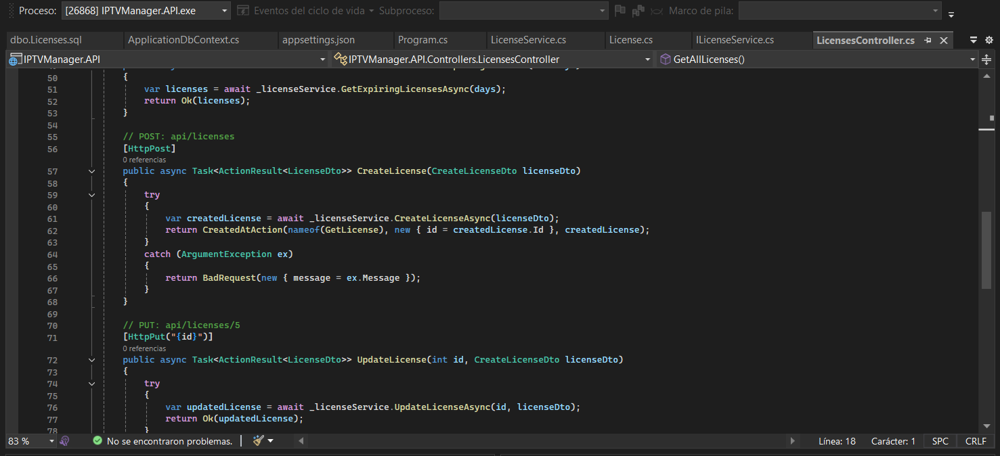 Proceso: [26868] IPTVManager.API.exe Eventos del ciclo de vida Subproceso: Marco de pila:
dbo.Licenses.sql ApplicationDbContext.cs appsettings.json Program.cs LicenseService.cs License.cs ILicenseService.cs LicensesController.cs
IPTVManager.API IPTVManager.API.Controllers.LicensesController GetAllLicenses()
50 {
51 var licenses = await _licenseService.GetExpiringLicensesAsync(days);
52 return Ok(licenses);
53 }
54
55 // POST: api/licenses
56 [HttpPost]
0 referencias
57 public async Task<ActionResult<LicenseDto>> CreateLicense(CreateLicenseDto licenseDto)
58 {
59 try
60 {
61 var createdLicense = await _licenseService.CreateLicenseAsync(licenseDto);
62 return CreatedAtAction(nameof(GetLicense), new { id = createdLicense.Id }, createdLicense);
63 }
64 catch (ArgumentException ex)
65 {
66 return BadRequest(new { message = ex.Message });
67 }
68 }
69
70 // PUT: api/licenses/5
71 [HttpPut("{id}")]
0 referencias
72 public async Task<ActionResult<LicenseDto>> UpdateLicense(int id, CreateLicenseDto licenseDto)
73 {
74 try
75 {
76 var updatedLicense = await _licenseService.UpdateLicenseAsync(id, licenseDto);
77 return Ok(updatedLicense);
78 }
83 % No se encontraron problemas. Línea: 18 Carácter: 1 SPC CRLF